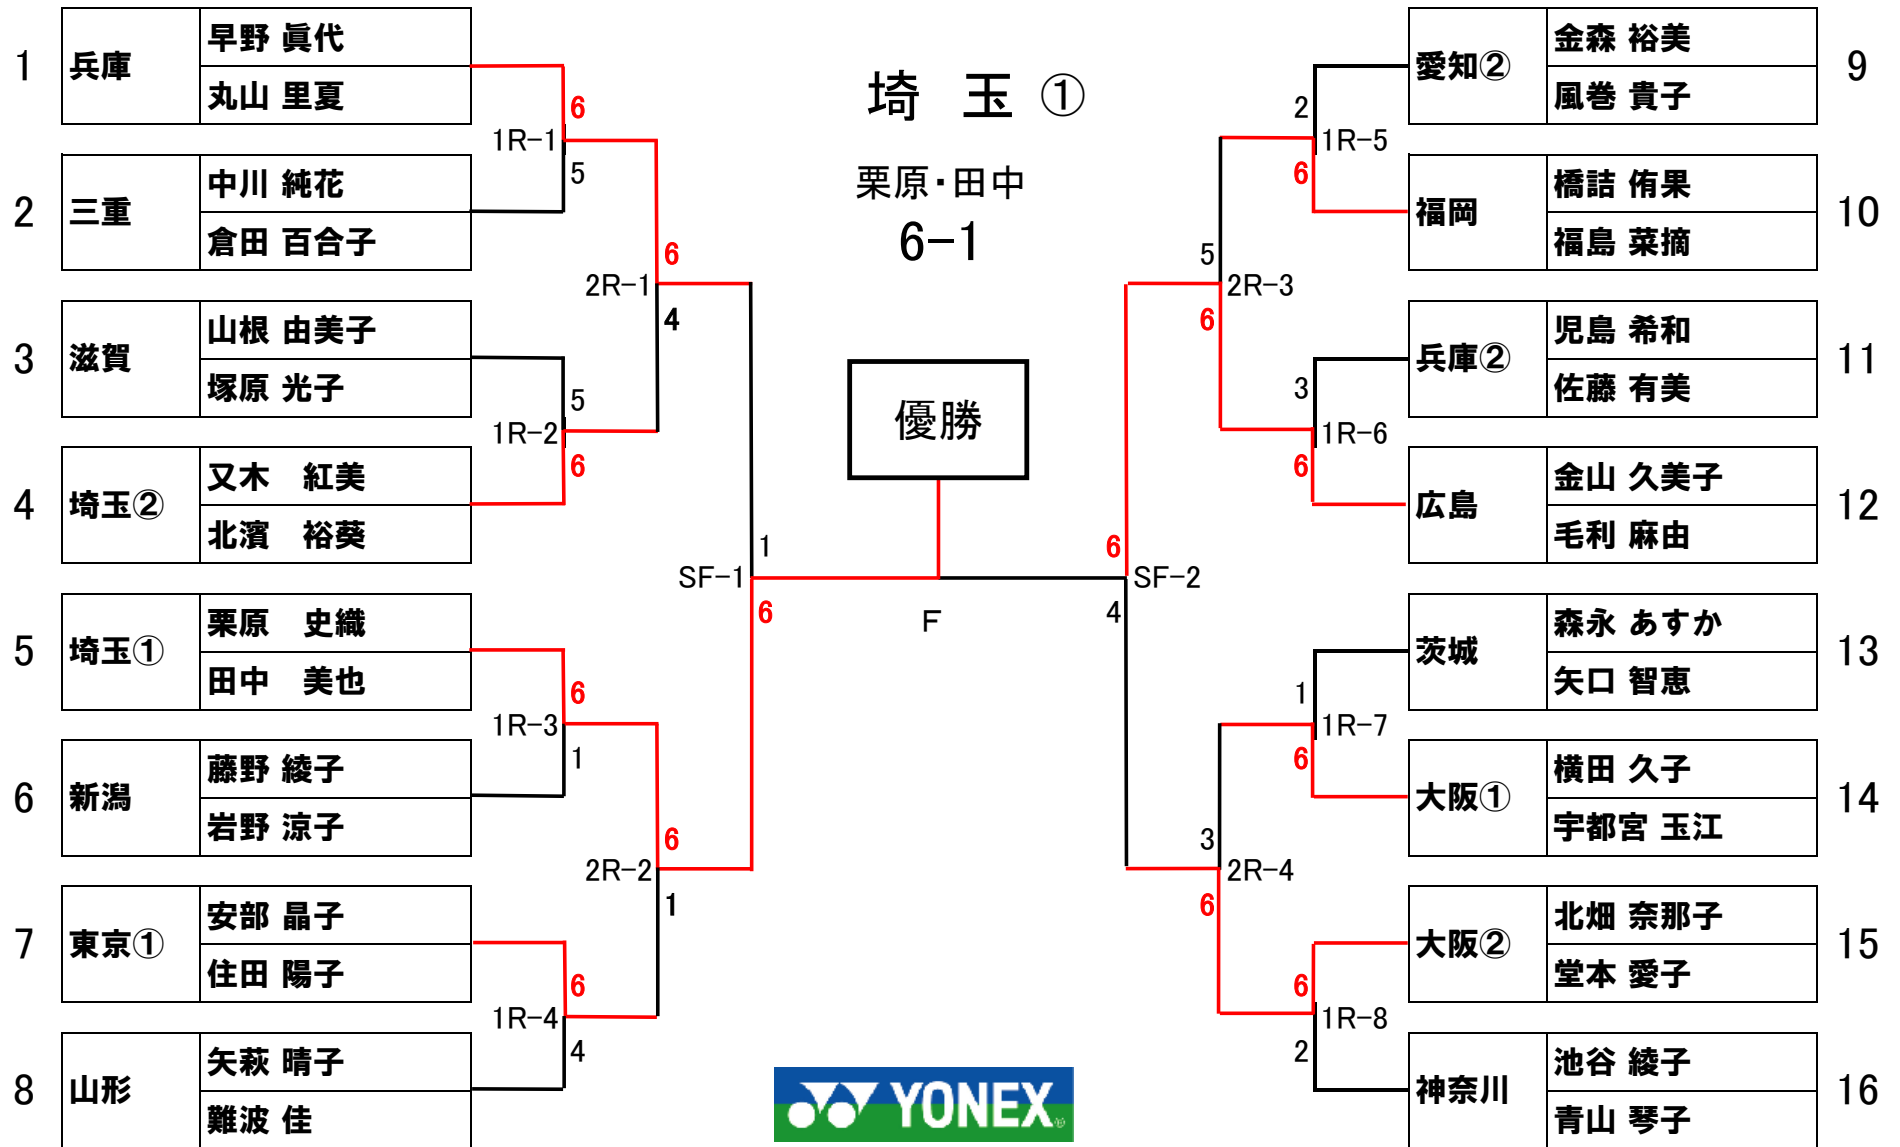 埼 玉 ①
栗原・田中
6-1
優勝
F
1 兵庫 早野 眞代
丸山 里夏
2 三重 中川 純花
倉田 百合子
3 滋賀 山根 由美子
塚原 光子
4 埼玉② 又木 紅美
北濱 裕葵
5 埼玉① 栗原 史織
田中 美也
6 新潟 藤野 綾子
岩野 涼子
7 東京① 安部 晶子
住田 陽子
8 山形 矢萩 晴子
難波 佳
6
1R-1
5
5
1R-2
6
6
1R-3
1
6
1R-4
4
6
2R-1
4
6
2R-2
1
1
SF-1
6
6
SF-2
4
5
2R-3
6
3
2R-4
6
2
1R-5
6
3
1R-6
6
1
1R-7
6
6
1R-8
2
愛知② 金森 裕美 9
風巻 貴子
福岡 橋詰 侑果 10
福島 菜摘
兵庫② 児島 希和 11
佐藤 有美
広島 金山 久美子 12
毛利 麻由
茨城 森永 あすか 13
矢口 智恵
大阪① 横田 久子 14
宇都宮 玉江
大阪② 北畑 奈那子 15
堂本 愛子
神奈川 池谷 綾子 16
青山 琴子
YONEX